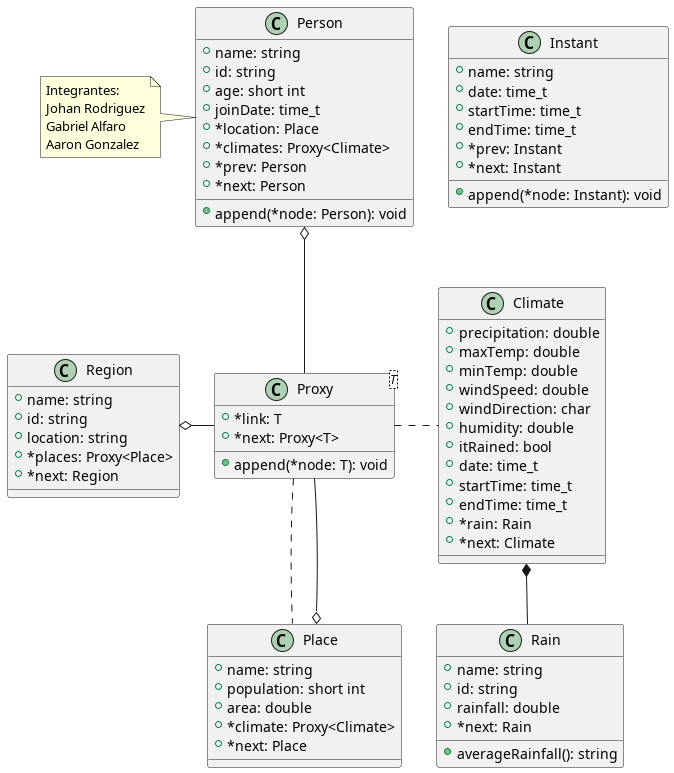 Integrantes:
Johan Rodriguez
Gabriel Alfaro
Aaron Gonzalez
C Person
name: string
id: string
age: short int
joinDate: time_t
*location: Place
*climates: Proxy<Climate>
*prev: Person
*next: Person
append(*node: Person): void
C Instant
name: string
date: time_t
startTime: time_t
endTime: time_t
*prev: Instant
*next: Instant
append(*node: Instant): void
C Region
name: string
id: string
location: string
*places: Proxy<Place>
*next: Region
C Proxy
T
*link: T
*next: Proxy<T>
append(*node: T): void
C Climate
precipitation: double
maxTemp: double
minTemp: double
windSpeed: double
windDirection: char
humidity: double
itRained: bool
date: time_t
startTime: time_t
endTime: time_t
*rain: Rain
*next: Climate
C Place
name: string
population: short int
area: double
*climate: Proxy<Climate>
*next: Place
C Rain
name: string
id: string
rainfall: double
*next: Rain
averageRainfall(): string